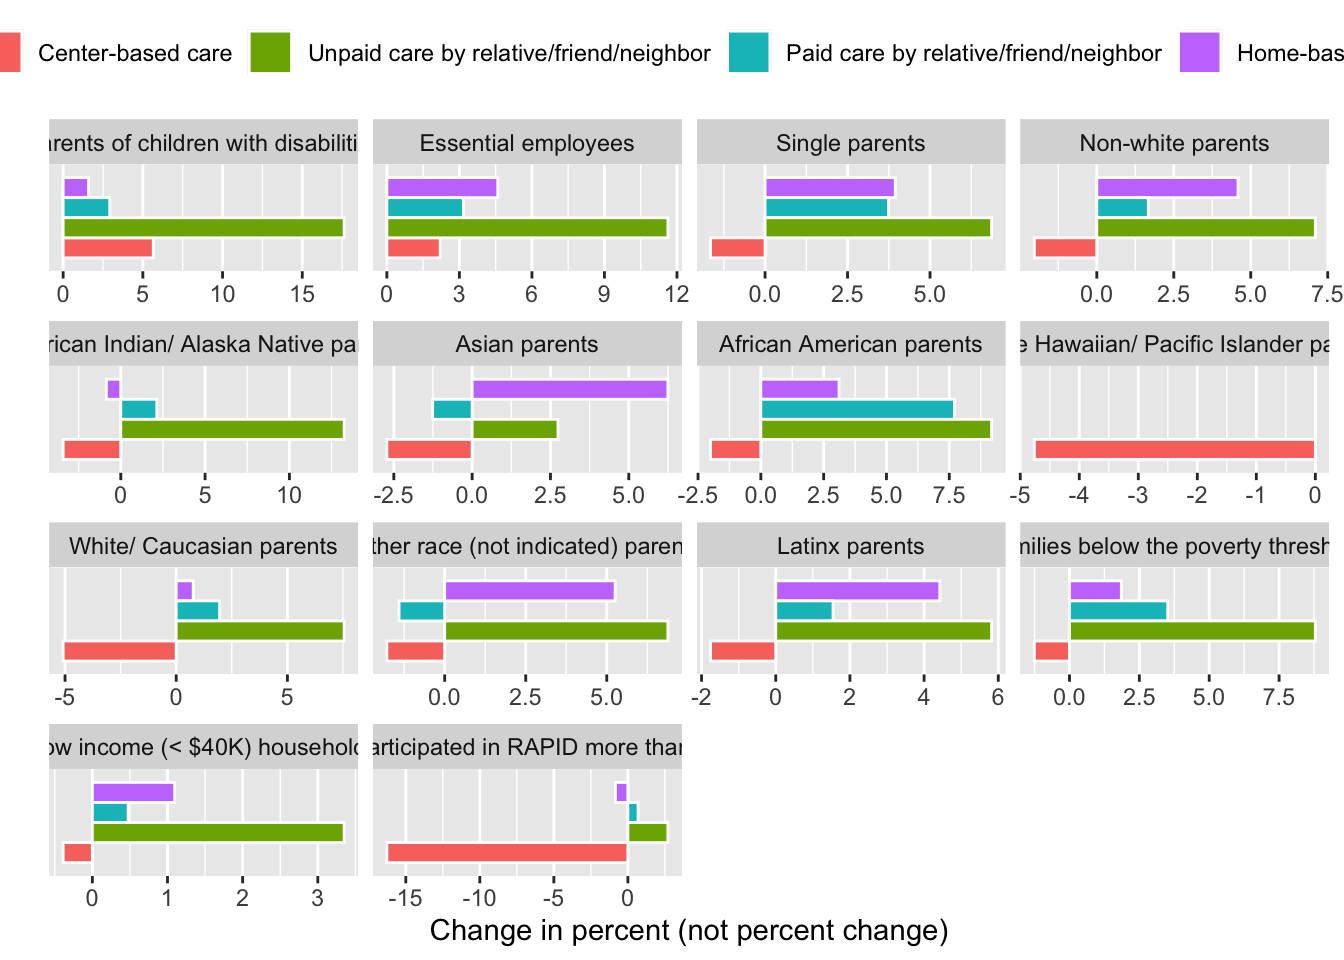 Center-based care Unpaid care by relative/friend/neighbor Paid care by relative/friend/neighbor Home-bas
arents of children with disabiliti Essential employees Single parents Non-white parents
0 5 10 15 0 3 6 9 12 0.0 2.5 5.0 0.0 2.5 5.0 7.5
rican Indian/ Alaska Native par Asian parents African American parents e Hawaiian/ Pacific Islander pa
0 5 10 -2.5 0.0 2.5 5.0 -2.5 0.0 2.5 5.0 7.5 -5 -4 -3 -2 -1 0
White/ Caucasian parents ther race (not indicated) paren Latinx parents milies below the poverty thresh
-5 0 5 0.0 2.5 5.0 -2 0 2 4 6 0.0 2.5 5.0 7.5
ow income (< $40K) household articipated in RAPID more than
0 1 2 3 -15 -10 -5 0
Change in percent (not percent change)